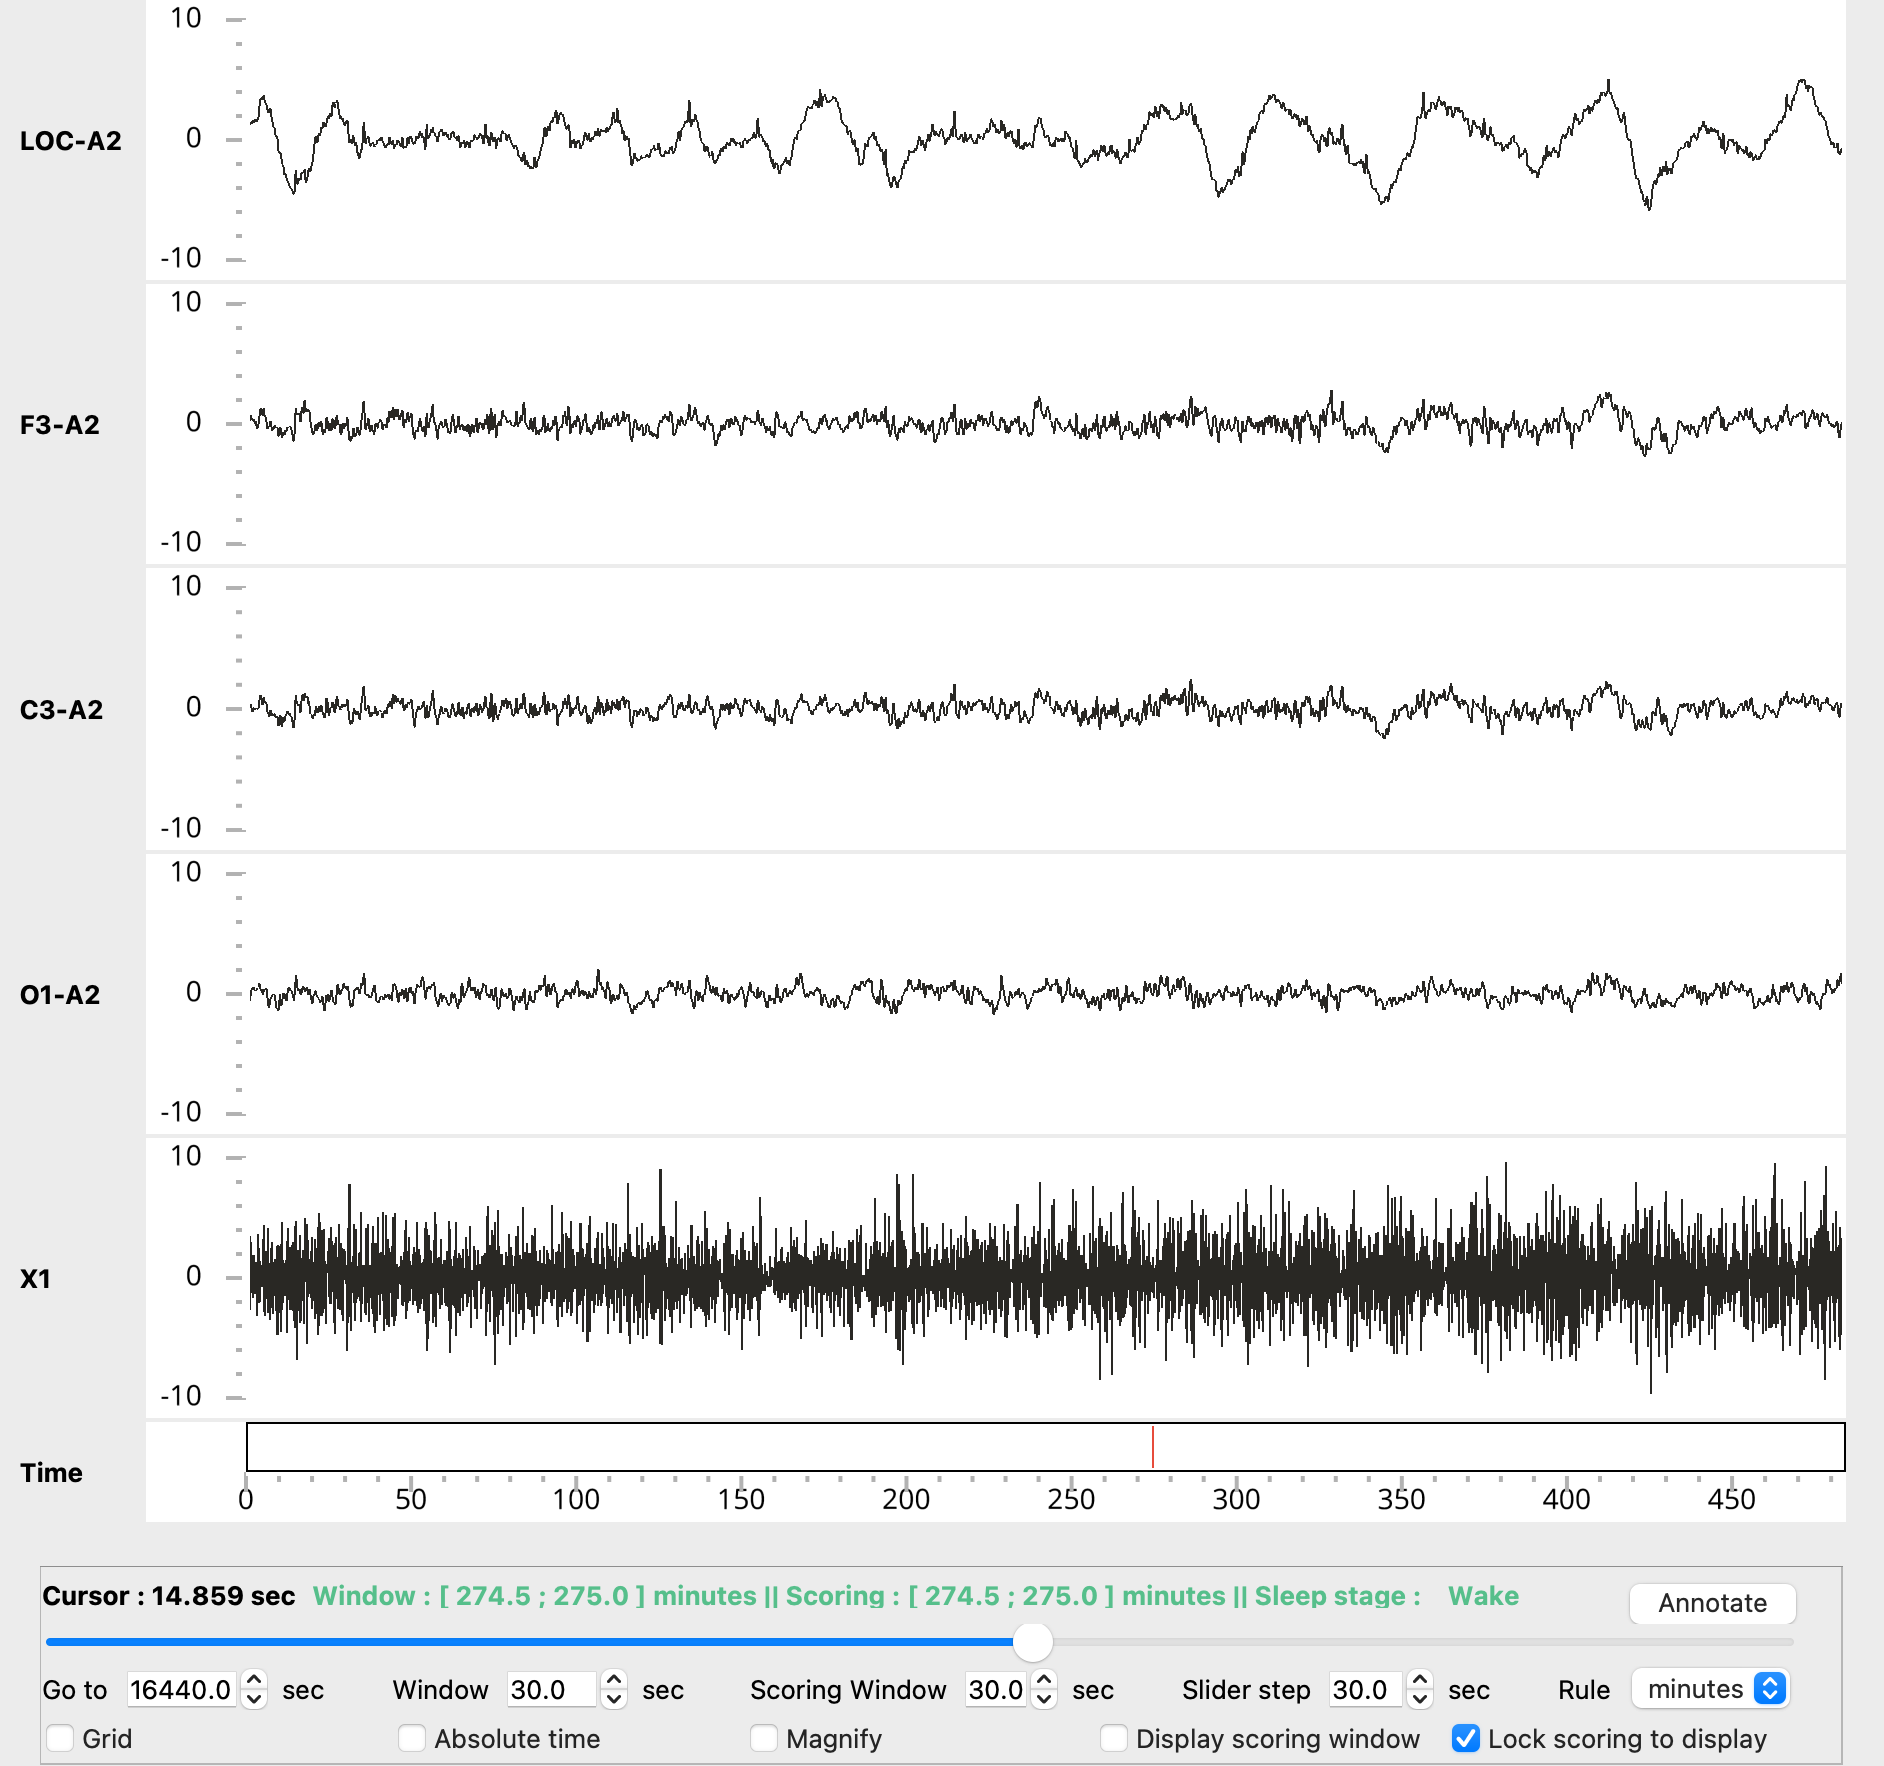 10
LOC-A2 0
-10
10
F3-A2 0
-10
10
C3-A2 0
-10
10
O1-A2 0
-10
10
X1 0
-10
Time
0 50 100 150 200 250 300 350 400 450
Cursor : 14.859 sec Window : [ 274.5 ; 275.0 ] minutes || Scoring : [ 274.5 ; 275.0 ] minutes || Sleep stage : Wake Annotate
Go to 16440.0 sec Window 30.0 sec Scoring Window 30.0 sec Slider step 30.0 sec Rule minutes
Grid Absolute time Magnify Display scoring window Lock scoring to display